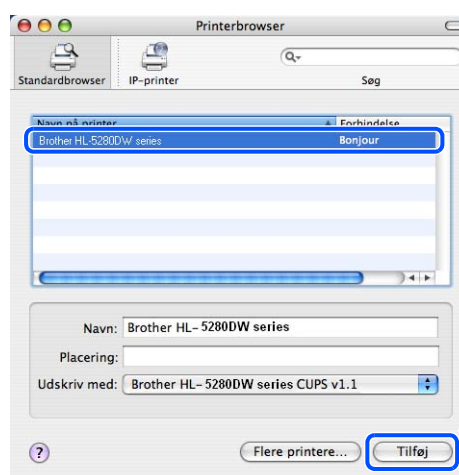 Printerbrowser
Standardbrowser IP-printer Søg
Navn på printer Forbindelse
Brother HL-5280DW series Bonjour
Navn: Brother HL-5280DW series
Placering:
Udskriv med: Brother HL-5280DW series CUPS v1.1
? Flere printere... Tilføj